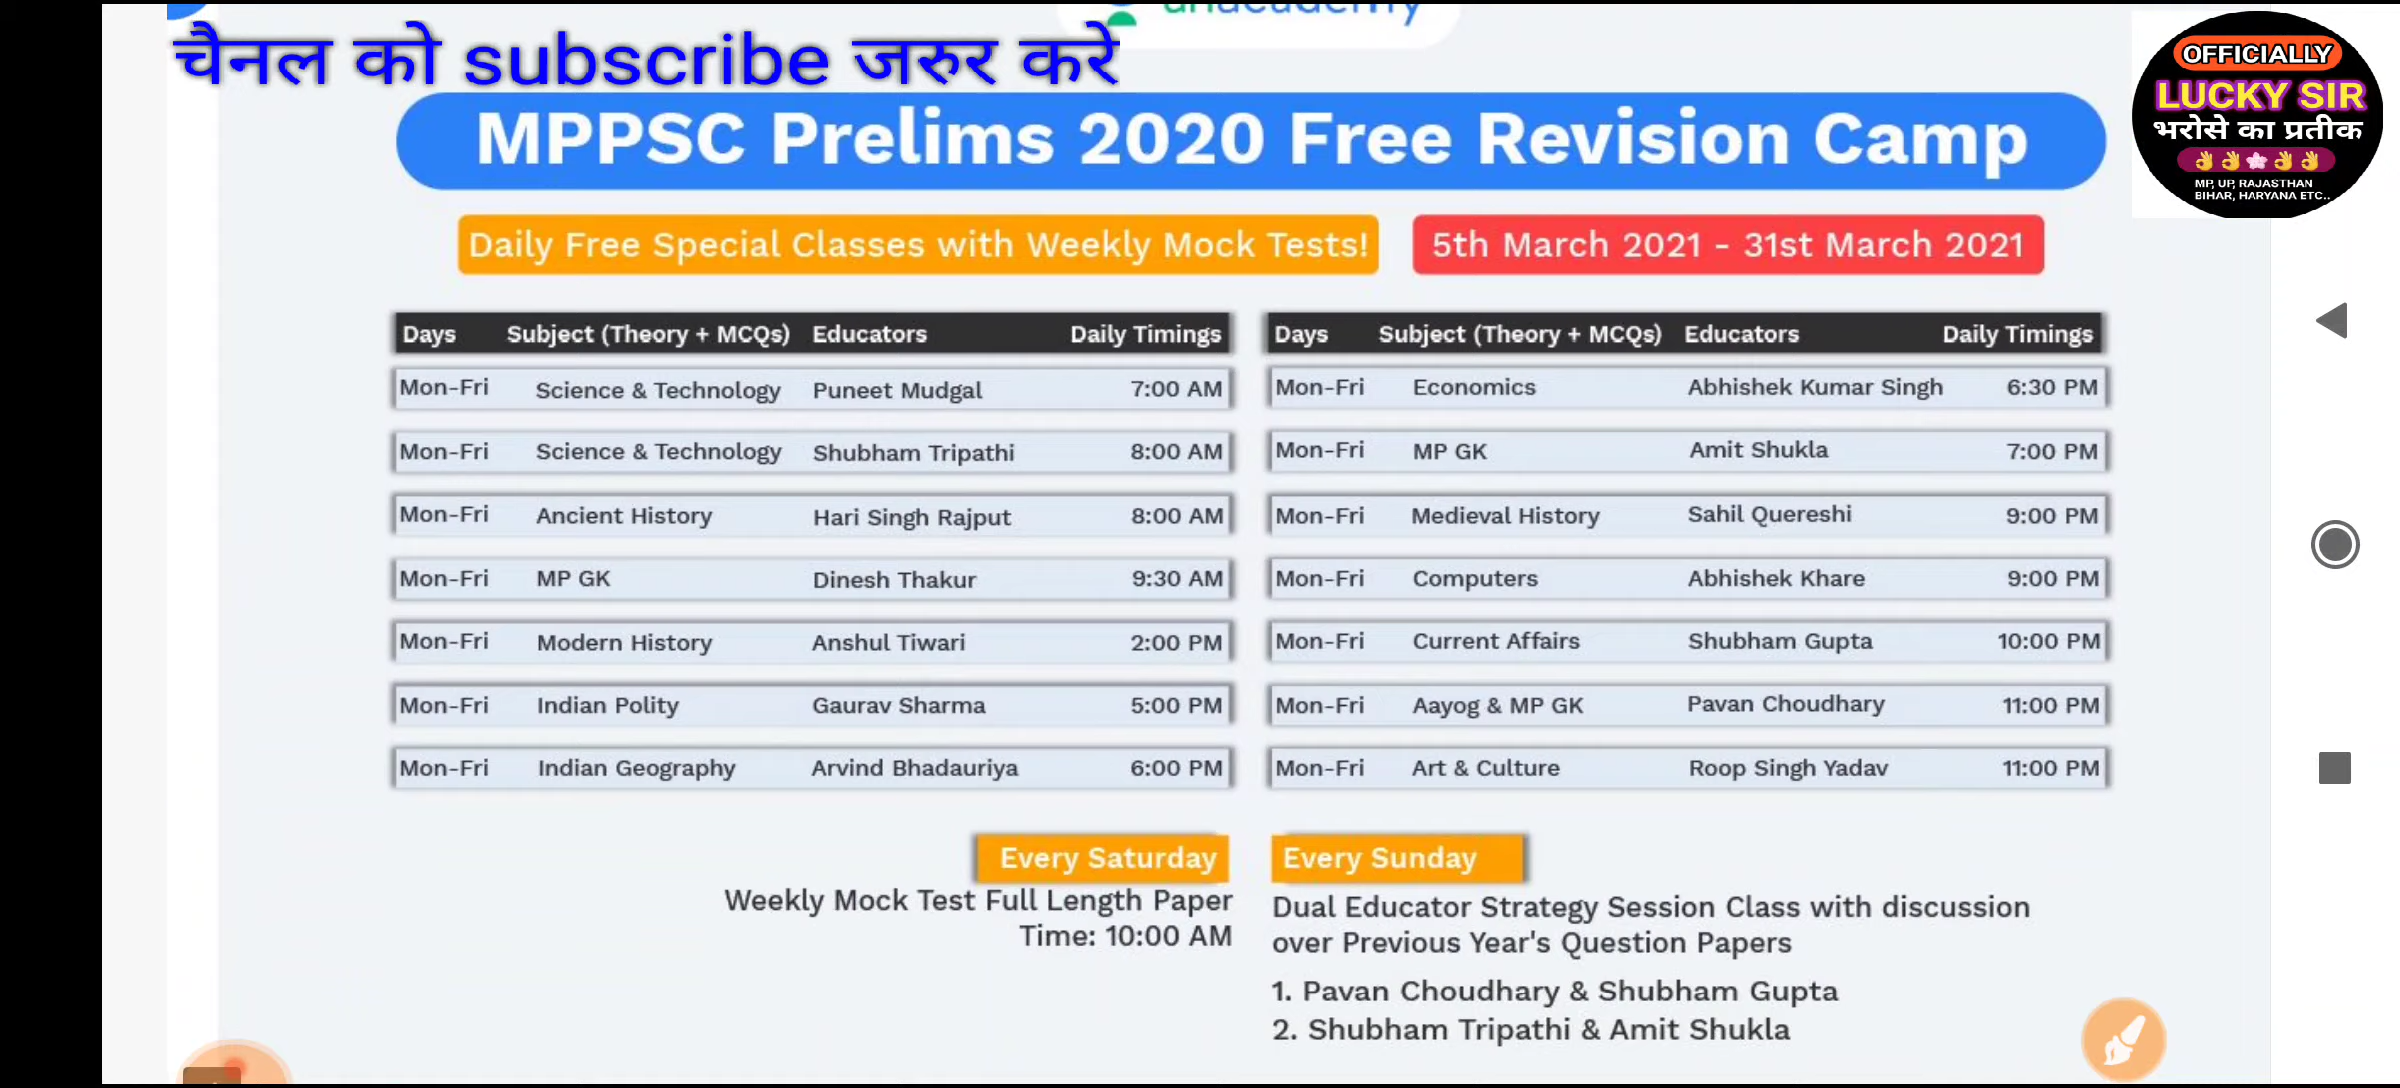 unacademy
चैनल को subscribe जरुर करे
OFFICIALLY
LUCKY SIR
भरोसे का प्रतीक
MP, UP, RAJASTHAN
BIHAR, HARYANA ETC..
MPPSC Prelims 2020 Free Revision Camp
Daily Free Special Classes with Weekly Mock Tests!
5th March 2021 - 31st March 2021
Days Subject (Theory + MCQs) Educators Daily Timings
Mon-Fri Science & Technology Puneet Mudgal 7:00 AM
Mon-Fri Science & Technology Shubham Tripathi 8:00 AM
Mon-Fri Ancient History Hari Singh Rajput 8:00 AM
Mon-Fri MP GK Dinesh Thakur 9:30 AM
Mon-Fri Modern History Anshul Tiwari 2:00 PM
Mon-Fri Indian Polity Gaurav Sharma 5:00 PM
Mon-Fri Indian Geography Arvind Bhadauriya 6:00 PM
Days Subject (Theory + MCQs) Educators Daily Timings
Mon-Fri Economics Abhishek Kumar Singh 6:30 PM
Mon-Fri MP GK Amit Shukla 7:00 PM
Mon-Fri Medieval History Sahil Quereshi 9:00 PM
Mon-Fri Computers Abhishek Khare 9:00 PM
Mon-Fri Current Affairs Shubham Gupta 10:00 PM
Mon-Fri Aayog & MP GK Pavan Choudhary 11:00 PM
Mon-Fri Art & Culture Roop Singh Yadav 11:00 PM
Every Saturday
Weekly Mock Test Full Length Paper
Time: 10:00 AM
Every Sunday
Dual Educator Strategy Session Class with discussion
over Previous Year's Question Papers
1. Pavan Choudhary & Shubham Gupta
2. Shubham Tripathi & Amit Shukla